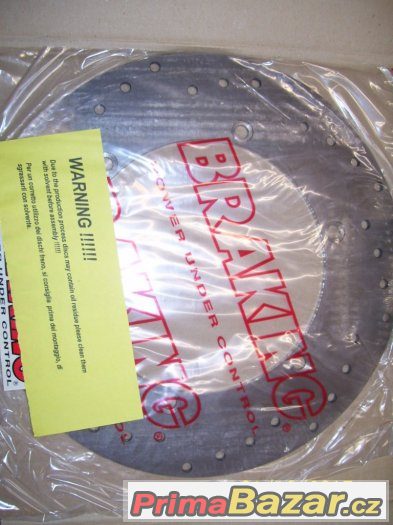 WARNING !!!!!!
Due to the production process discs may contain oil residue please clean them
with solvent before assembly !!!!!!
Per un corretto utilizzo dei dischi freno, si consiglia prima del montaggio, di
sgrassarli con solvente.
BRAKING®
POWER UNDER CONTROL
BRAKING®
CONTROL
®
UNDER CONTROL
PrimaBazar.cz